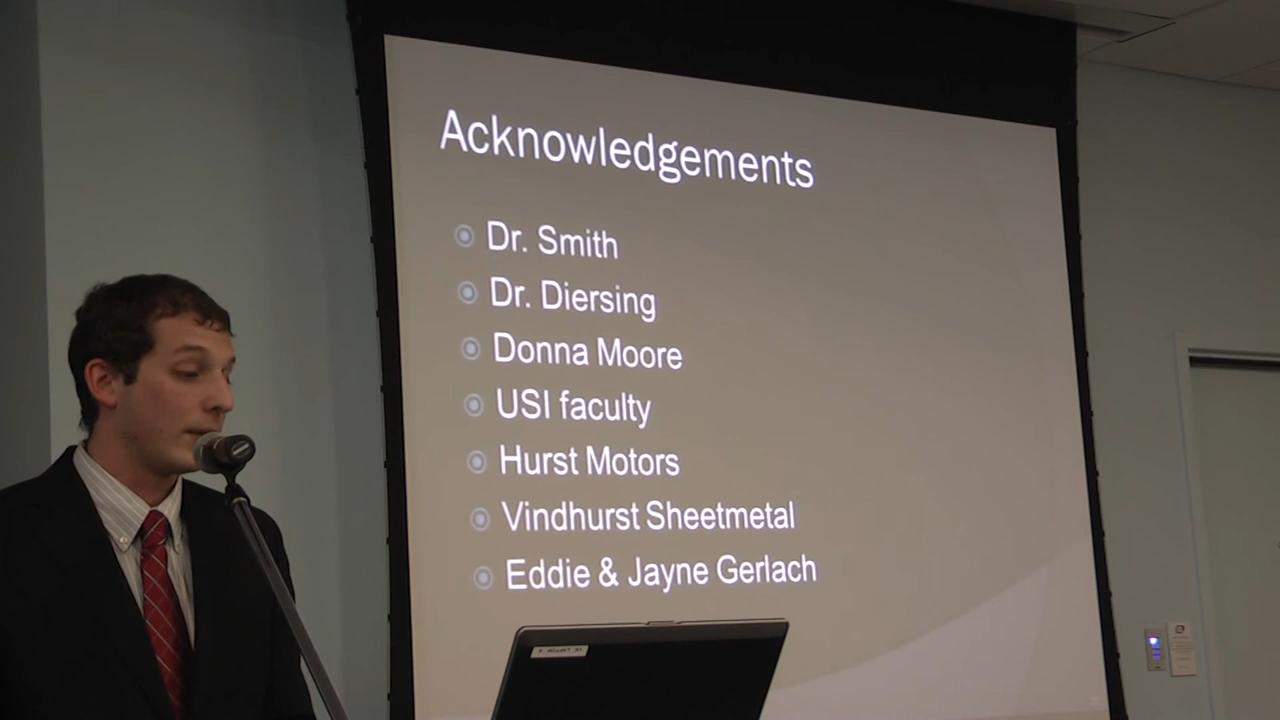 Acknowledgements
Dr. Smith
Dr. Diersing
Donna Moore
USI faculty
Hurst Motors
Vindhurst Sheetmetal
Eddie & Jayne Gerlach